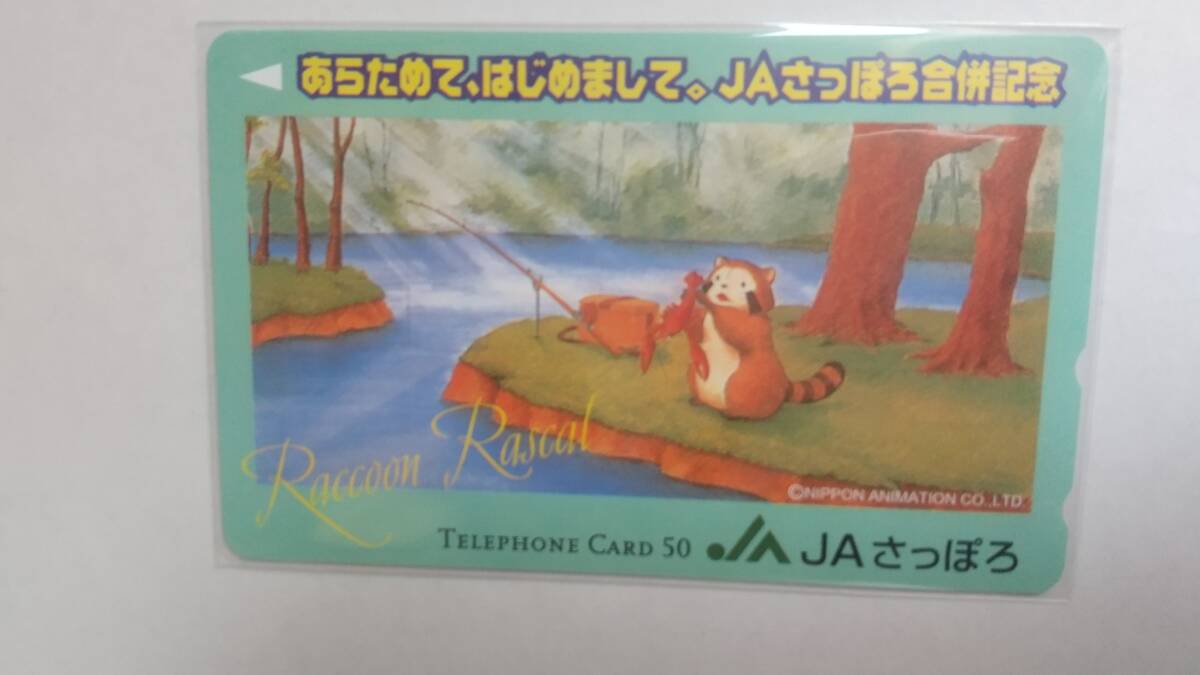 あらためて、はじめまして。JAさっぽろ合併記念
Raccoon Rascal
©NIPPON ANIMATION CO.,LTD
TELEPHONE CARD 50
JAさっぽろ